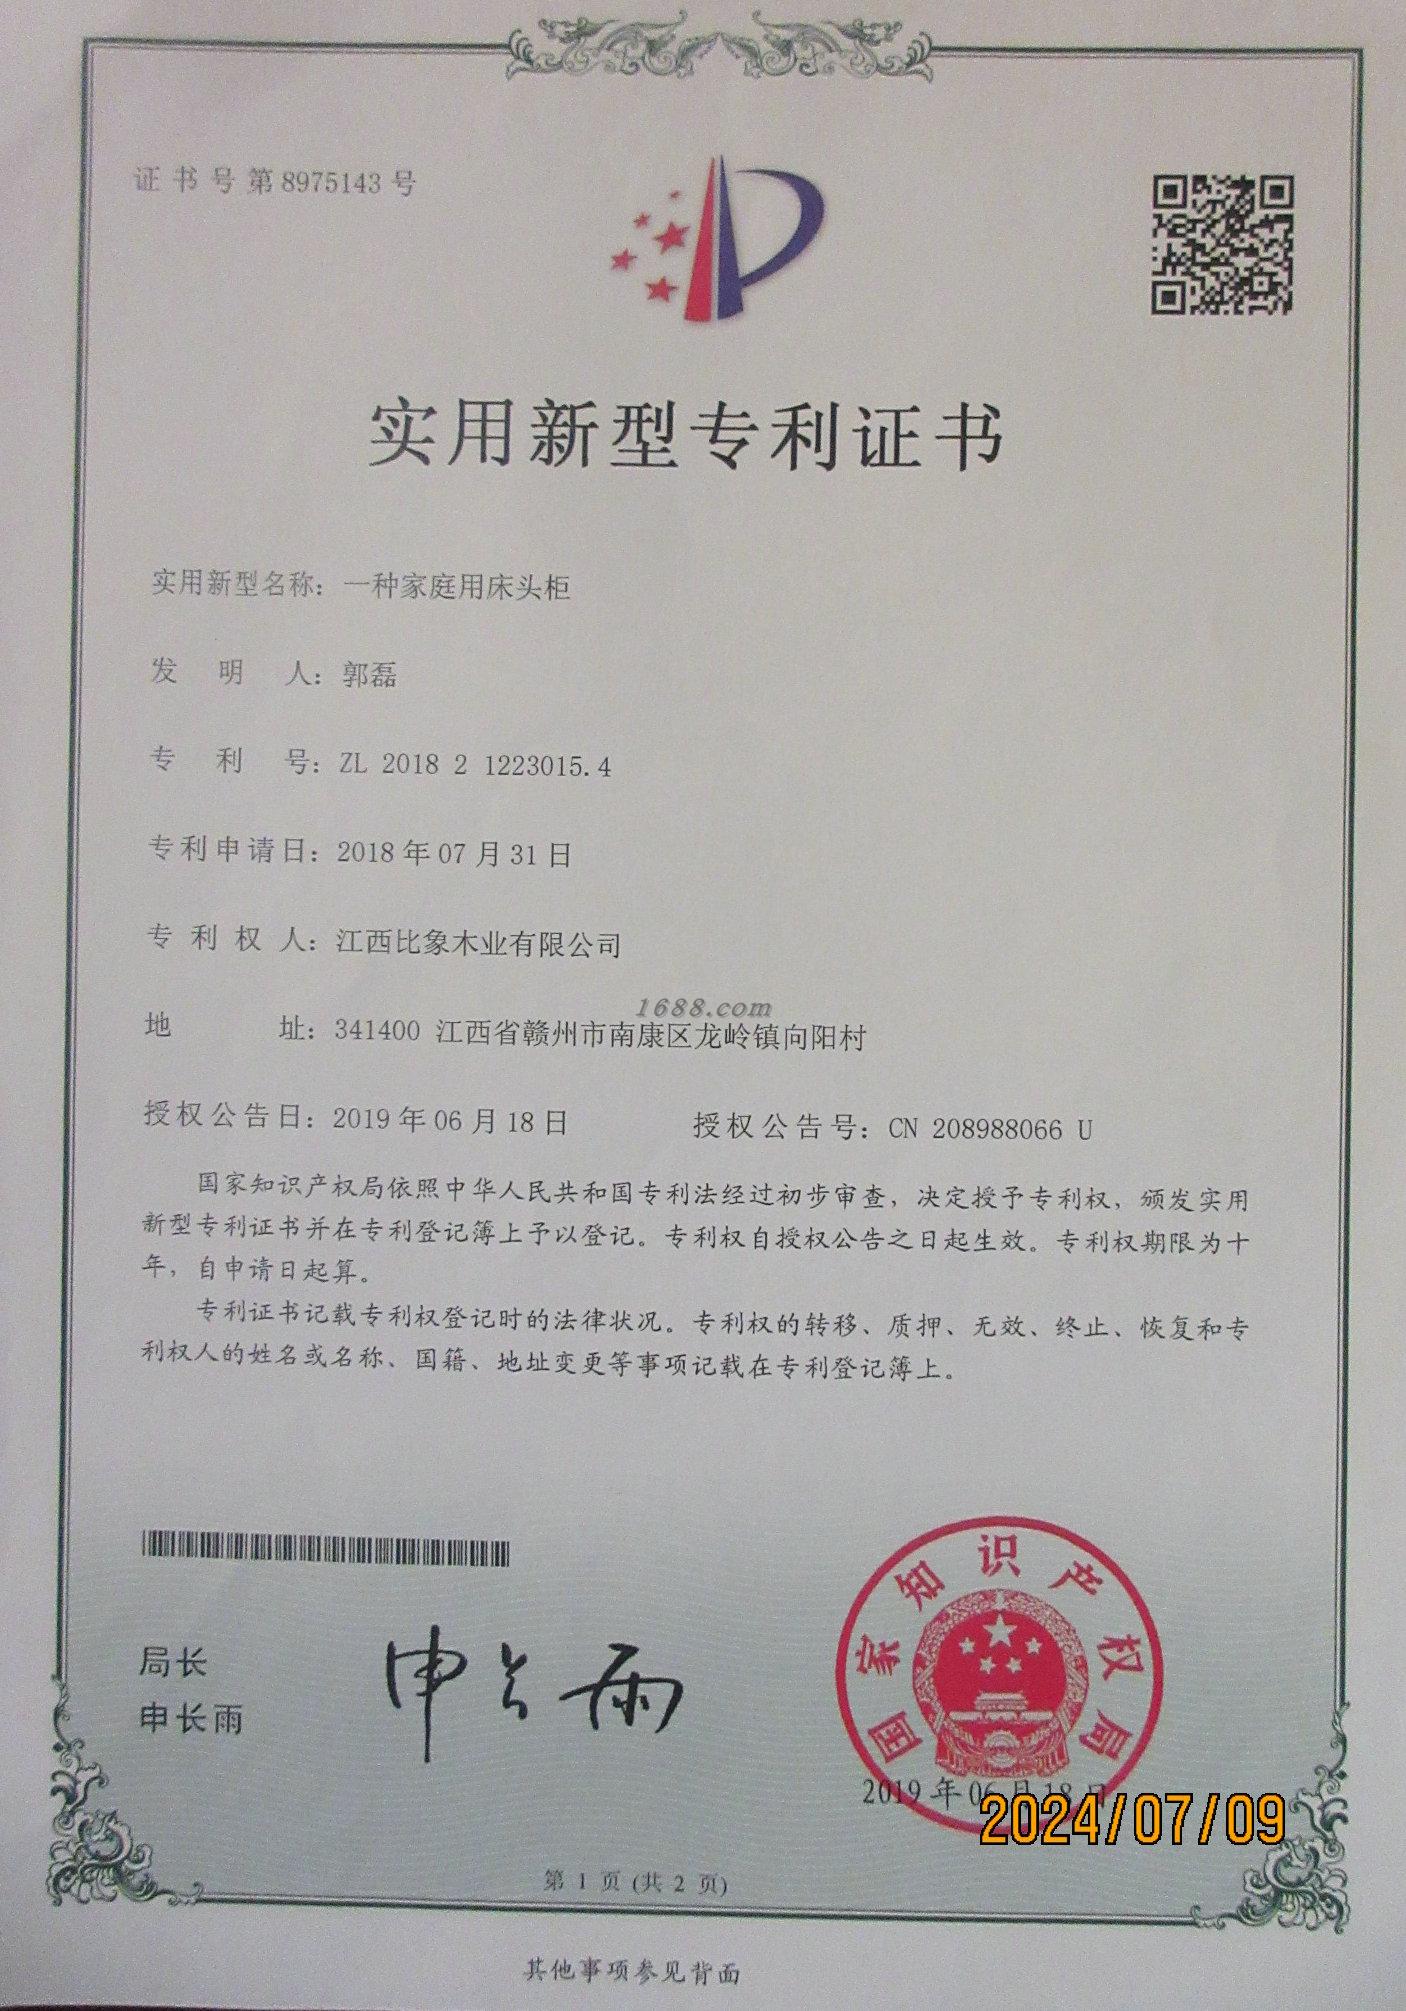 证书号第8975143号
实用新型专利证书
实用新型名称：一种家庭用床头柜
发明人：郭磊
专利号：ZL 2018 2 1223015.4
专利申请日：2018年07月31日
专利权人：江西比象木业有限公司
1688.com
地址：341400 江西省赣州市南康区龙岭镇向阳村
授权公告日：2019年06月18日 授权公告号：CN 208988066 U
国家知识产权局依照中华人民共和国专利法经过初步审查，决定授予专利权，颁发实用
新型专利证书并在专利登记簿上予以登记。专利权自授权公告之日起生效。专利权期限为十
年，自申请日起算。
专利证书记载专利权登记时的法律状况。专利权的转移、质押、无效、终止、恢复和专
利权人的姓名或名称、国籍、地址变更等事项记载在专利登记簿上。
局长
申长雨
申长雨
国家知识产权局
2019年06月18日
2024/07/09
第 1 页 (共 2 页)
其他事项参见背面